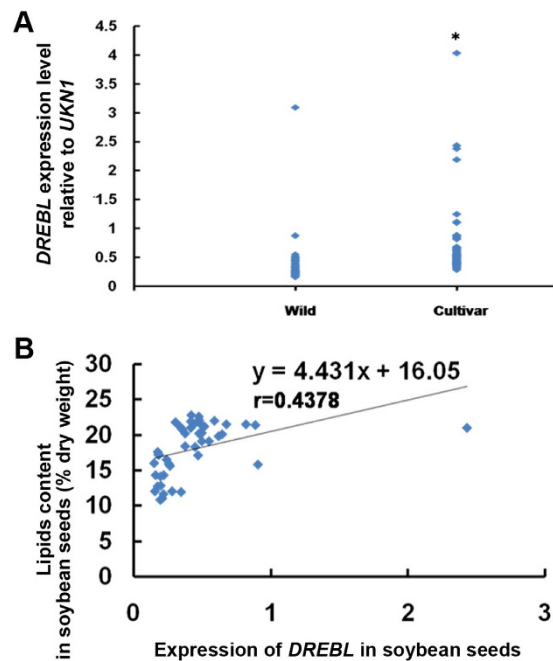 A
DREBL expression level
relative to UKN1
4.5
4
3.5
3
2.5
2
1.5
1
0.5
0
*
Wild
Cultivar
B
Lipids content
in soybean seeds (% dry weight)
30
25
20
15
10
5
0
y = 4.431x + 16.05
r=0.4378
0
1
2
3
Expression of DREBL in soybean seeds